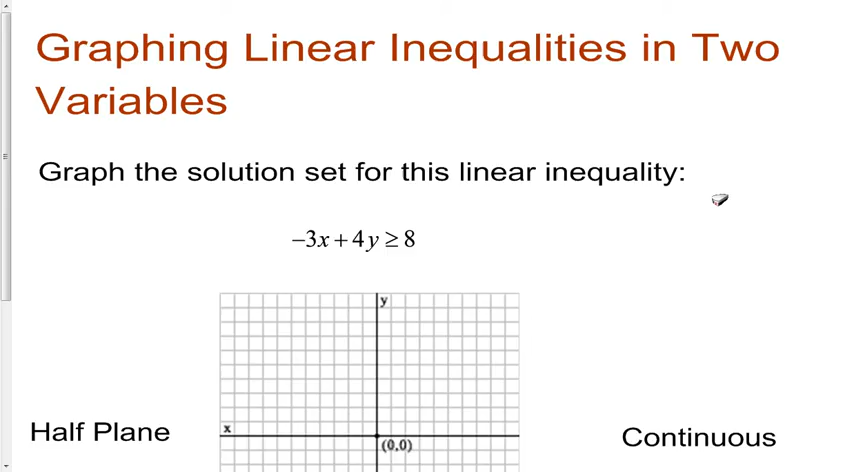 Graphing Linear Inequalities in Two
Variables
Graph the solution set for this linear inequality:
−3x + 4y ≥ 8
y
x
(0,0)
Half Plane
Continuous